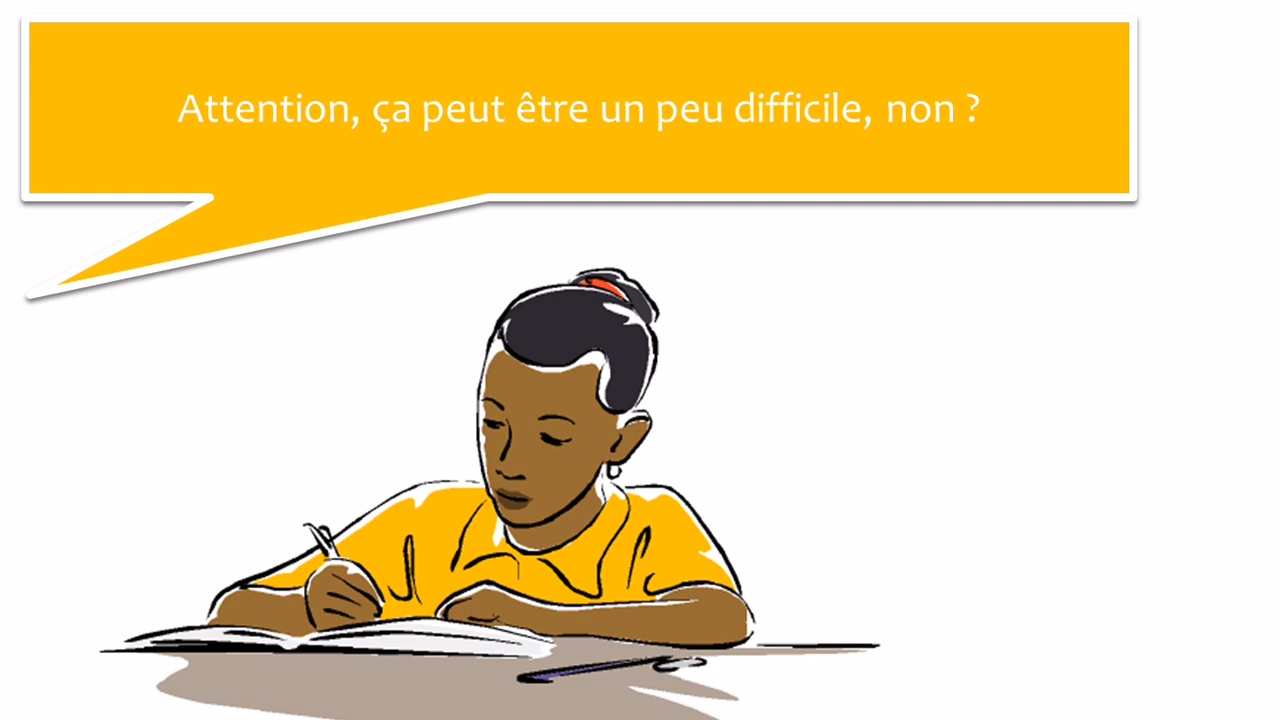 Attention, ça peut être un peu difficile, non ?